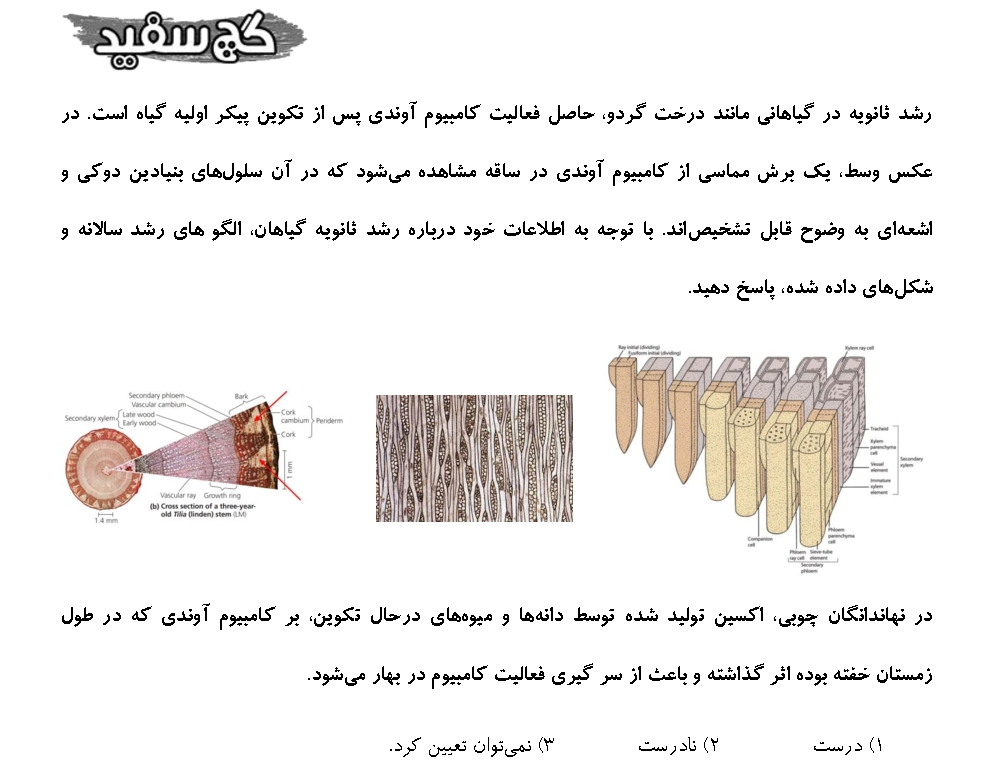 گچ سفید
رشد ثانویه در گیاهانی مانند درخت گردو، حاصل فعالیت کامبیوم آوندی پس از تکوین پیکر اولیه گیاه است. در
عکس وسط، یک برش مماسی از کامبیوم آوندی در ساقه مشاهده می‌شود که در آن سلول‌های بنیادین دوکی و
اشعه‌ای به وضوح قابل تشخیص‌اند. با توجه به اطلاعات خود درباره رشد ثانویه گیاهان، الگو های رشد سالانه و
شکل‌های داده شده، پاسخ دهید.
Secondary phloem
Vascular cambium
Secondary xylem
Late wood
Early wood
Bark
Cork cambium
Cork
Periderm
1 mm
Vascular ray
Growth ring
1.4 mm
(b) Cross section of a three-year-
old Tilia (linden) stem (LM)
Ray initial (dividing)
Fusiform initial (dividing)
Xylem ray cell
Tracheid
Xylem parenchyma cell
Vessel element
Immature xylem element
Secondary xylem
Companion cell
Phloem ray cell
Sieve-tube element
Phloem parenchyma cell
Secondary phloem
در نهاندانگان چوبی، اکسین تولید شده توسط دانه‌ها و میوه‌های درحال تکوین، بر کامبیوم آوندی که در طول
زمستان خفته بوده اثر گذاشته و باعث از سر گیری فعالیت کامبیوم در بهار می‌شود.
۱) درست ۲) نادرست ۳) نمی‌توان تعیین کرد.